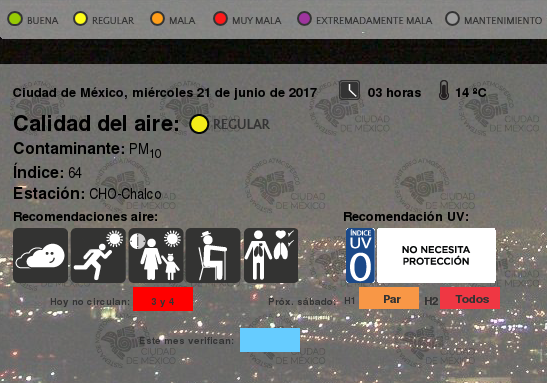 BUENA REGULAR MALA MUY MALA EXTREMADAMENTE MALA MANTENIMIENTO
Ciudad de México, miércoles 21 de junio de 2017 03 horas 14 ºC
Calidad del aire: REGULAR
Contaminante: PM10
Índice: 64
Estación: CHO-Chalco
Recomendaciones aire: Recomendación UV:
ÍNDICE
UV
0
NO NECESITA
PROTECCIÓN
Hoy no circulan: 3 y 4 Próx. sábado: H1 Par H2 Todos
Este mes verifican:
CIUDAD
DE MÉXICO